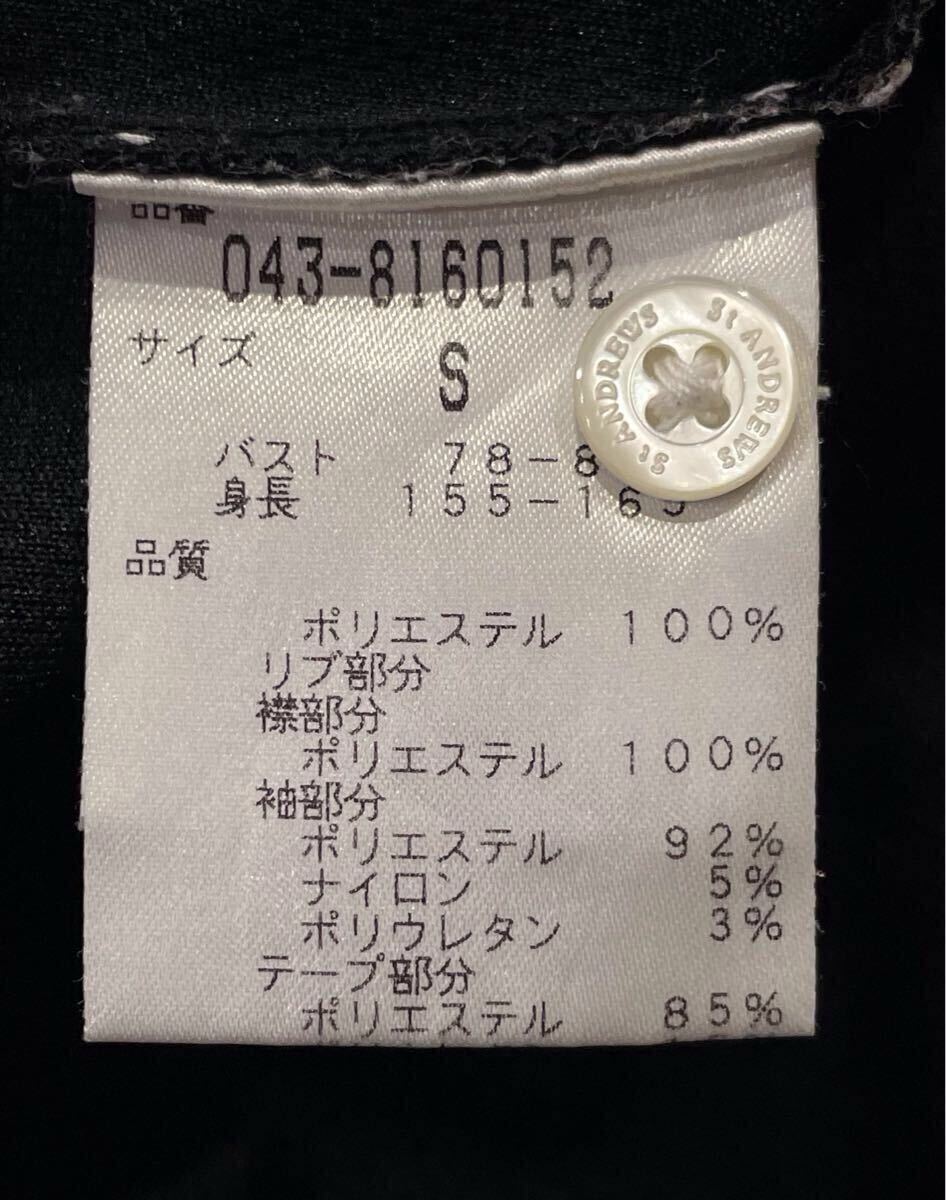 品番
043-8160152
サイズ
S
St ANDREWS St ANDREWS
バスト 78-8
身長 155-165
品質
ポリエステル 100%
リブ部分
襟部分
ポリエステル 100%
袖部分
ポリエステル 92%
ナイロン 5%
ポリウレタン 3%
テープ部分
ポリエステル 85%